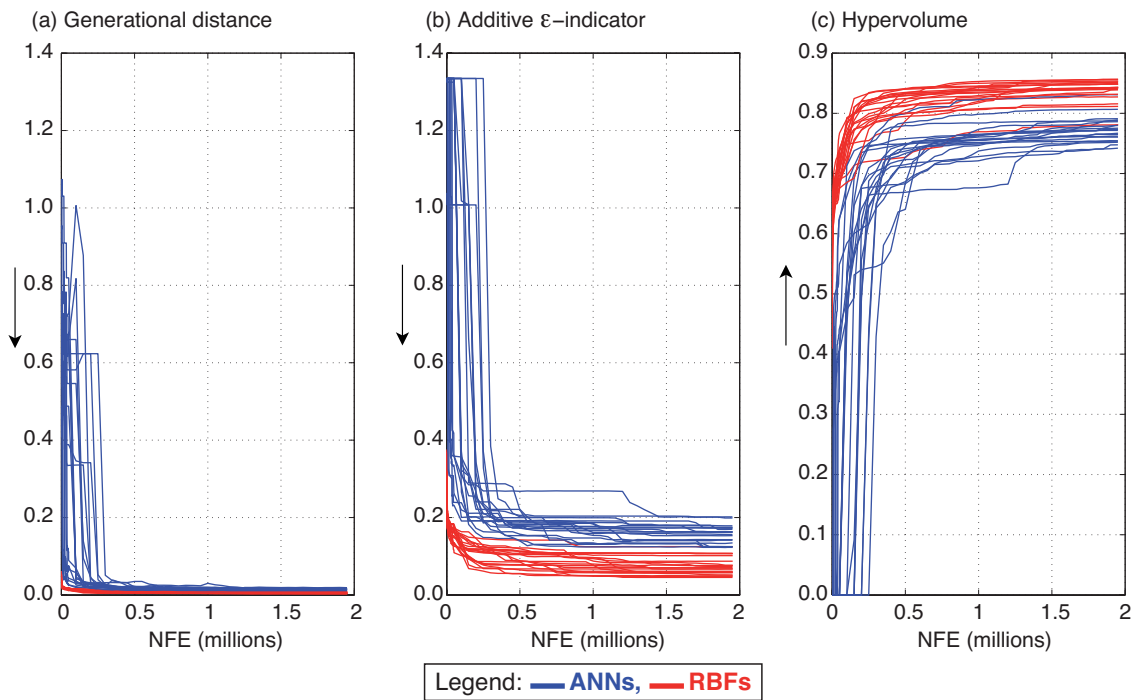 (a) Generational distance
(b) Additive ε−indicator
(c) Hypervolume
1.4
1.2
1.0
0.8
0.6
0.4
0.2
0.0
0 0.5 1 1.5 2
NFE (millions)
1.4
1.2
1.0
0.8
0.6
0.4
0.2
0.0
0 0.5 1 1.5 2
NFE (millions)
0.9
0.8
0.7
0.6
0.5
0.4
0.3
0.2
0.1
0.0
0 0.5 1 1.5 2
NFE (millions)
Legend: ANNs, RBFs